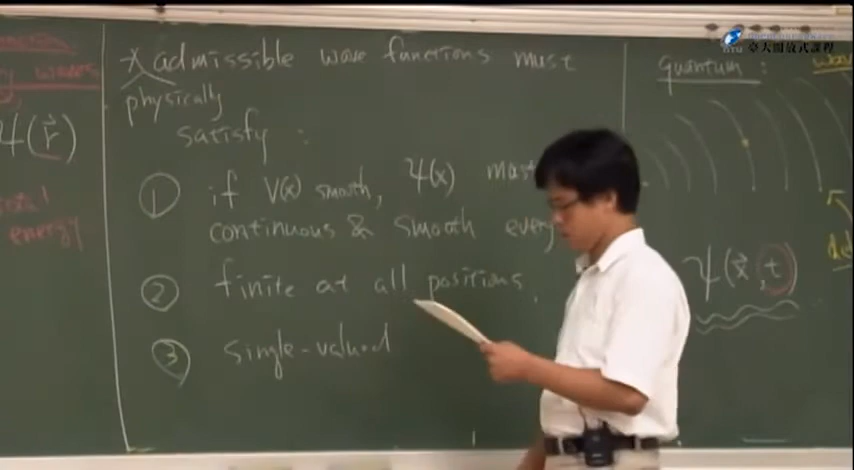 y waves
ψ(r⃗)
energy
admissible wave functions must
physically
satisfy :
① if V(x) smooth, ψ(x) must
continuous & smooth every
② finite at all positions.
③ single-valued
quantum :
ψ(x⃗, t)
臺大開放式課程